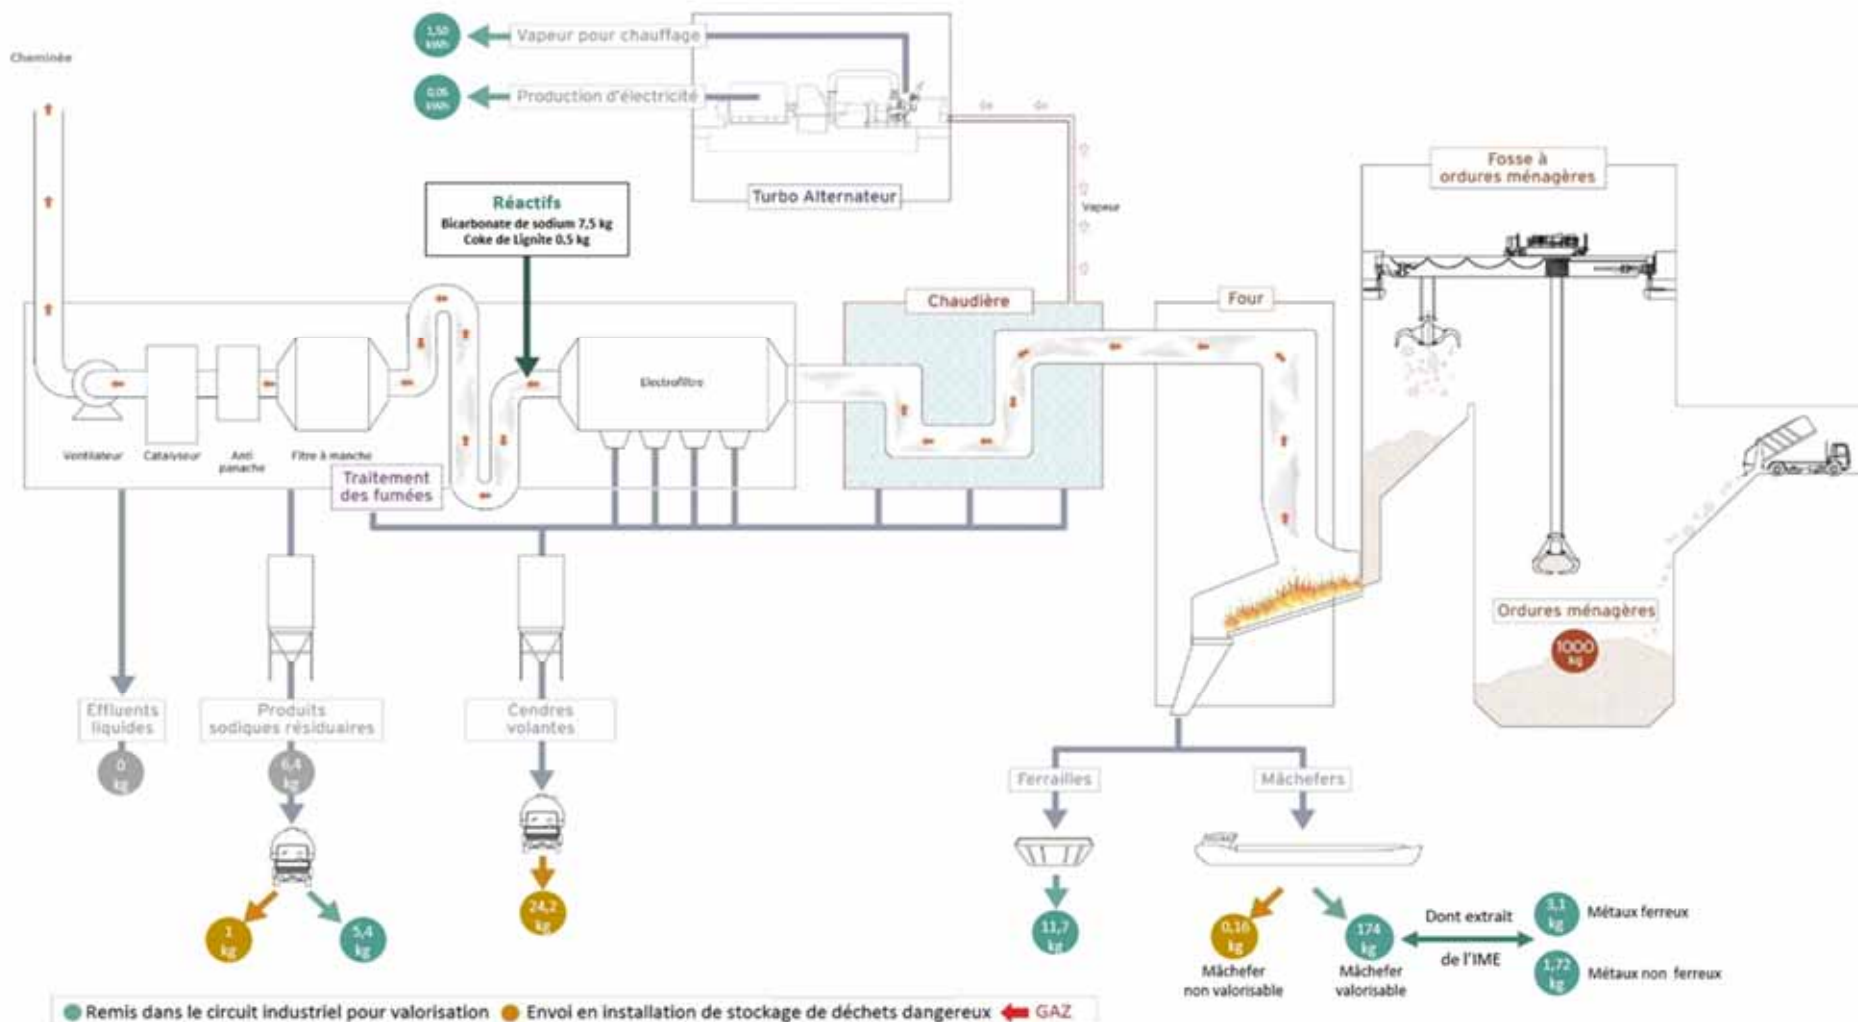 1,50
kWh
Vapeur pour chauffage
Cheminée
0,05
kWh
Production d'électricité
Turbo Alternateur
Vapeur
Fosse à
ordures ménagères
Réactifs
Bicarbonate de sodium 7,5 kg
Coke de Lignite 0,5 kg
Chaudière
Four
Electrofiltre
Ventilateur
Catalyseur
Anti
panache
Fitre à manche
Traitement
des fumées
Ordures ménagères
1000
kg
Effluents
liquides
0
kg
Produits
sodiques résiduaires
6,4
kg
Cendres
volantes
Ferrailles
Mâchefers
1
kg
5,4
kg
24,2
kg
11,7
kg
0,16
kg
Mâchefer
non valorisable
174
kg
Mâchefer
valorisable
Dont extrait
de l'IME
3,1
kg
Métaux ferreux
1,72
kg
Métaux non ferreux
Remis dans le circuit industriel pour valorisation
Envoi en installation de stockage de déchets dangereux
GAZ